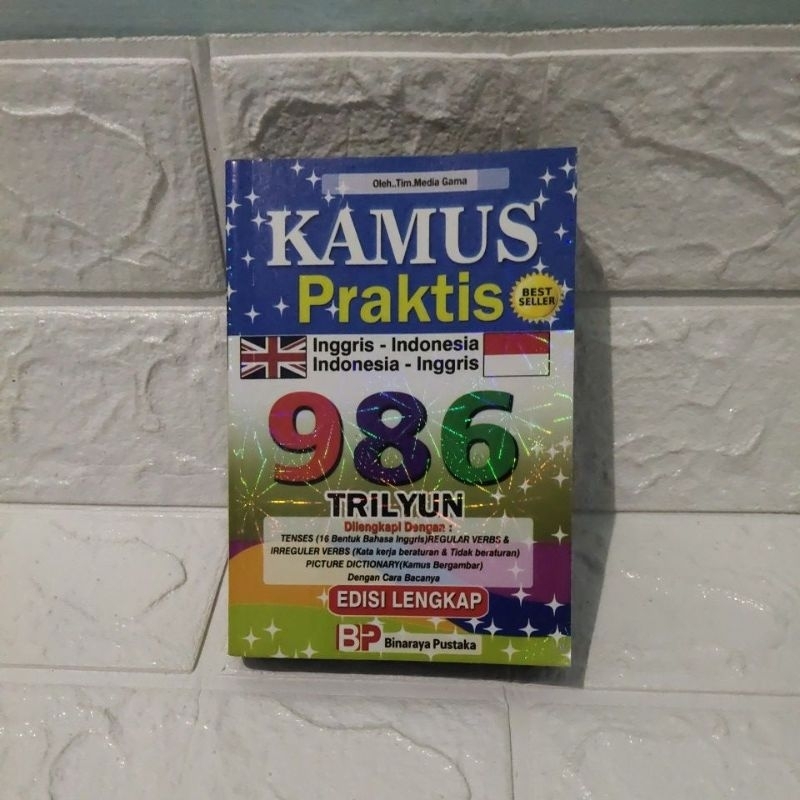 Oleh..Tim.Media Gama
KAMUS
Praktis
BEST
SELLER
Inggris - Indonesia
Indonesia - Inggris
986
TRILYUN
Dilengkapi Dengan :
TENSES (16 Bentuk Bahasa Inggris)REGULAR VERBS &
IRREGULER VERBS (Kata kerja beraturan & Tidak beraturan)
PICTURE DICTIONARY(Kamus Bergambar)
Dengan Cara Bacanya
EDISI LENGKAP
BP Binaraya Pustaka